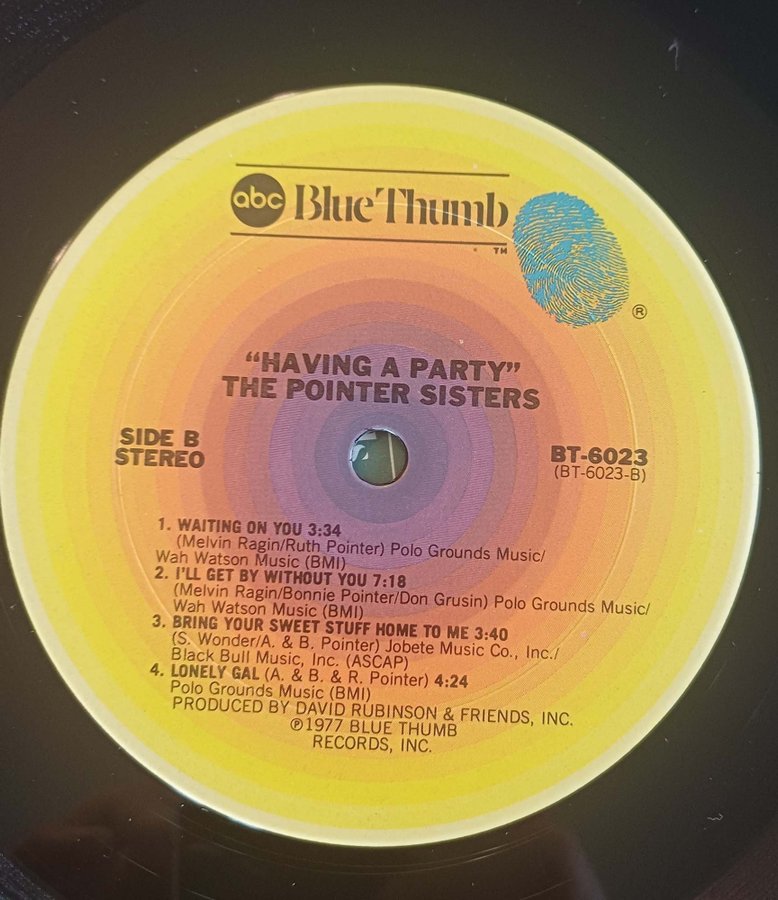 abc Blue Thumb
TM
®
"HAVING A PARTY"
THE POINTER SISTERS
SIDE B
STEREO
BT-6023
(BT-6023-B)
1. WAITING ON YOU 3:34
(Melvin Ragin/Ruth Pointer) Polo Grounds Music/
Wah Watson Music (BMI)
2. I'LL GET BY WITHOUT YOU 7:18
(Melvin Ragin/Bonnie Pointer/Don Grusin) Polo Grounds Music/
Wah Watson Music (BMI)
3. BRING YOUR SWEET STUFF HOME TO ME 3:40
(S. Wonder/A. & B. Pointer) Jobete Music Co., Inc./
Black Bull Music, Inc. (ASCAP)
4. LONELY GAL (A. & B. & R. Pointer) 4:24
Polo Grounds Music (BMI)
PRODUCED BY DAVID RUBINSON & FRIENDS, INC.
℗1977 BLUE THUMB
RECORDS, INC.